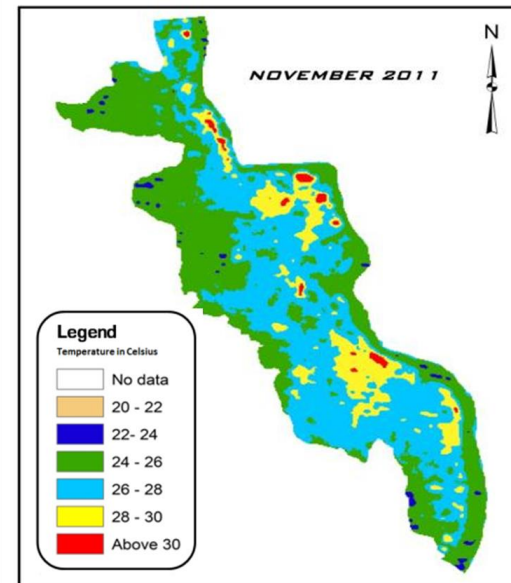 N
NOVEMBER 2011
Legend
Temperature in Celsius
No data
20 - 22
22- 24
24 - 26
26 - 28
28 - 30
Above 30